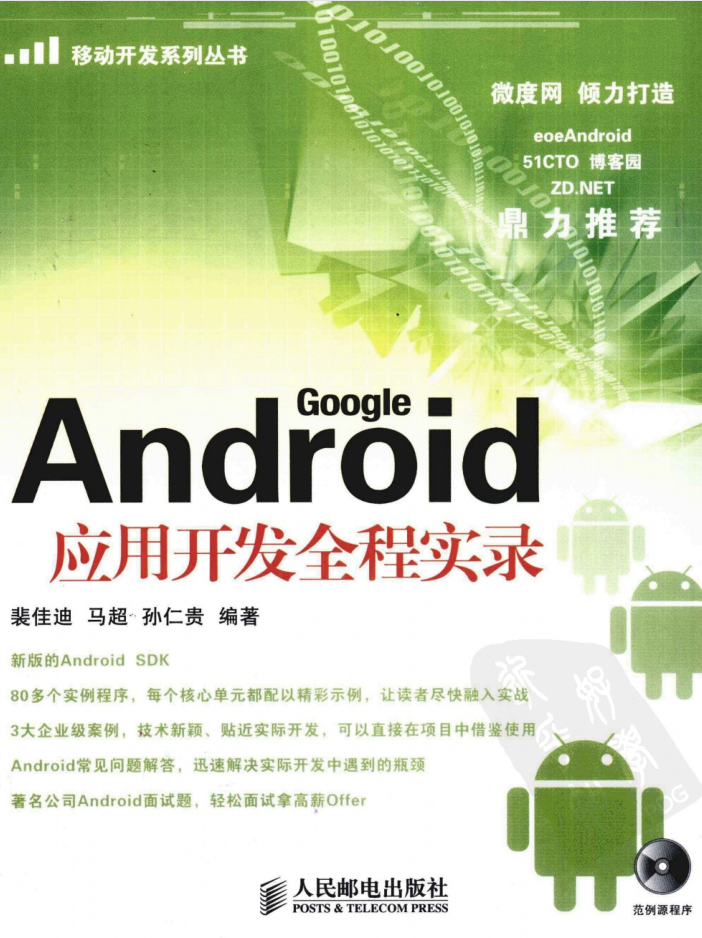 移动开发系列丛书
微度网 倾力打造
eoeAndroid
51CTO 博客园
ZD.NET
鼎力推荐
Google
Android
应用开发全程实录
裴佳迪 马超 孙仁贵 编著
新版的Android SDK
80多个实例程序，每个核心单元都配以精彩示例，让读者尽快融入实战
3大企业级案例，技术新颖、贴近实际开发，可以直接在项目中借鉴使用
Android常见问题解答，迅速解决实际开发中遇到的瓶颈
著名公司Android面试题，轻松面试拿高薪Offer
人民邮电出版社
POSTS & TELECOM PRESS
范例源程序